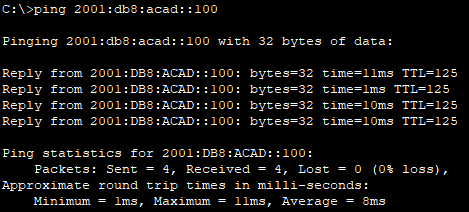 C:\>ping 2001:db8:acad::100
Pinging 2001:db8:acad::100 with 32 bytes of data:
Reply from 2001:DB8:ACAD::100: bytes=32 time=11ms TTL=125
Reply from 2001:DB8:ACAD::100: bytes=32 time=1ms TTL=125
Reply from 2001:DB8:ACAD::100: bytes=32 time=10ms TTL=125
Reply from 2001:DB8:ACAD::100: bytes=32 time=10ms TTL=125
Ping statistics for 2001:DB8:ACAD::100:
Packets: Sent = 4, Received = 4, Lost = 0 (0% loss),
Approximate round trip times in milli-seconds:
Minimum = 1ms, Maximum = 11ms, Average = 8ms